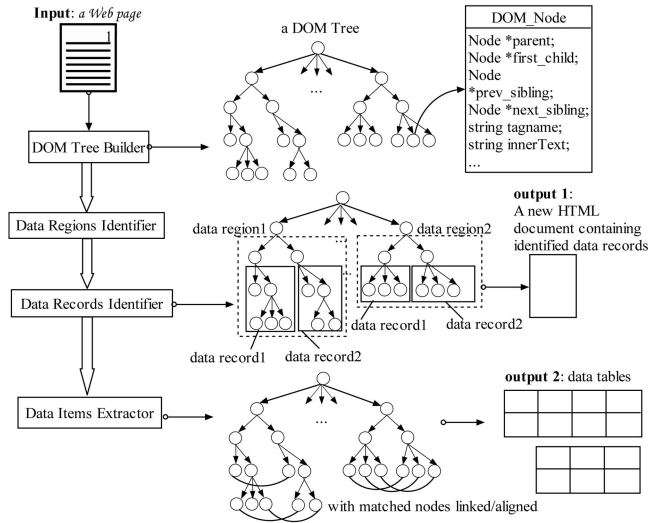 Input: a Web page
1
a DOM Tree
DOM_Node
Node *parent;
Node *first_child;
Node
*prev_sibling;
Node *next_sibling;
string tagname;
string innerText;
...
...
DOM Tree Builder
Data Regions Identifier
data region1
data region2
...
...
output 1:
A new HTML
document containing
identified data records
Data Records Identifier
data record1
data record2
data record1
data record2
Data Items Extractor
...
output 2: data tables
with matched nodes linked/aligned